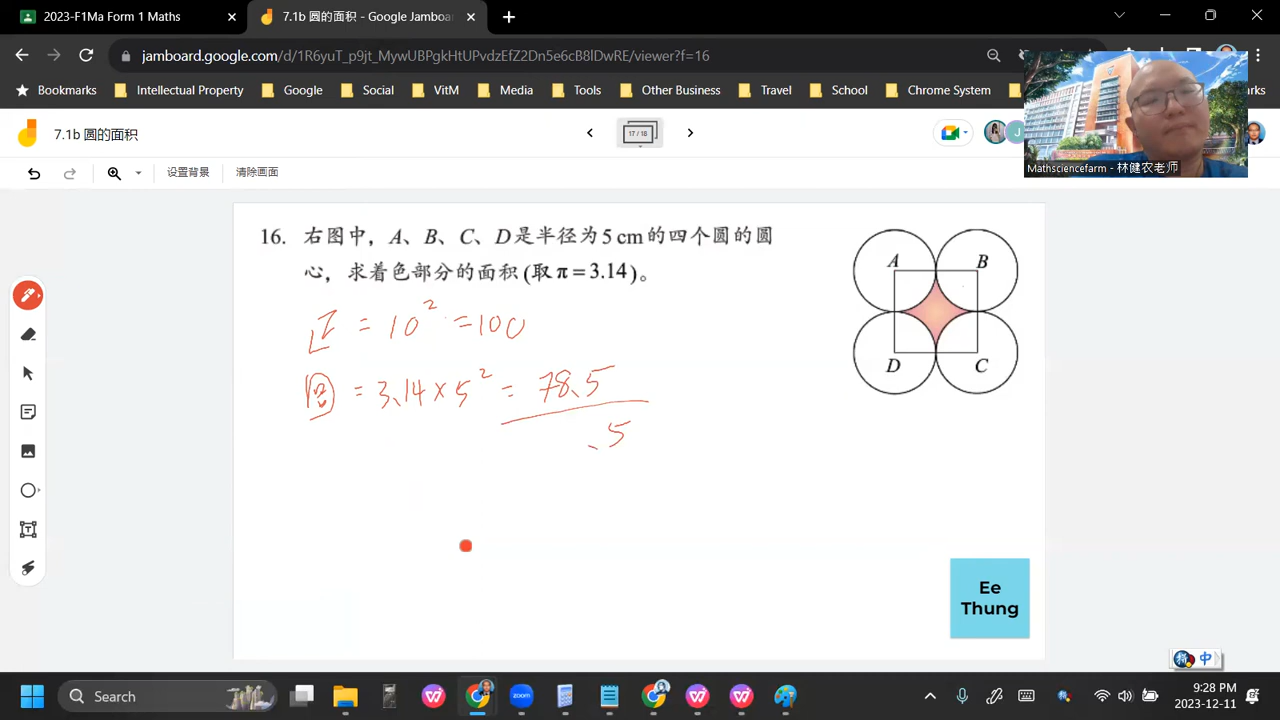 2023-F1Ma Form 1 Maths
7.1b 圆的面积 - Google Jamboard
jamboard.google.com/d/1R6yuT_p9jt_MywU8PgkHtUPvdzEfZ2Dn5e6cB8lDwRE/viewer?f=16
Bookmarks Intellectual Property Google Social VitM Media Tools Other Business Travel School Chrome System
Mathsciencefarm - 林健农老师
7.1b 圆的面积
17 / 18
J
设置背景 清除画面
16. 右图中，A、B、C、D是半径为5 cm的四个圆的圆
心，求着色部分的面积 (取 π = 3.14)。
A B
D C
正 = 10² = 100
圆 = 3.14 × 5² = 78.5
.5
Ee
Thung
中
Search
9:28 PM
2023-12-11